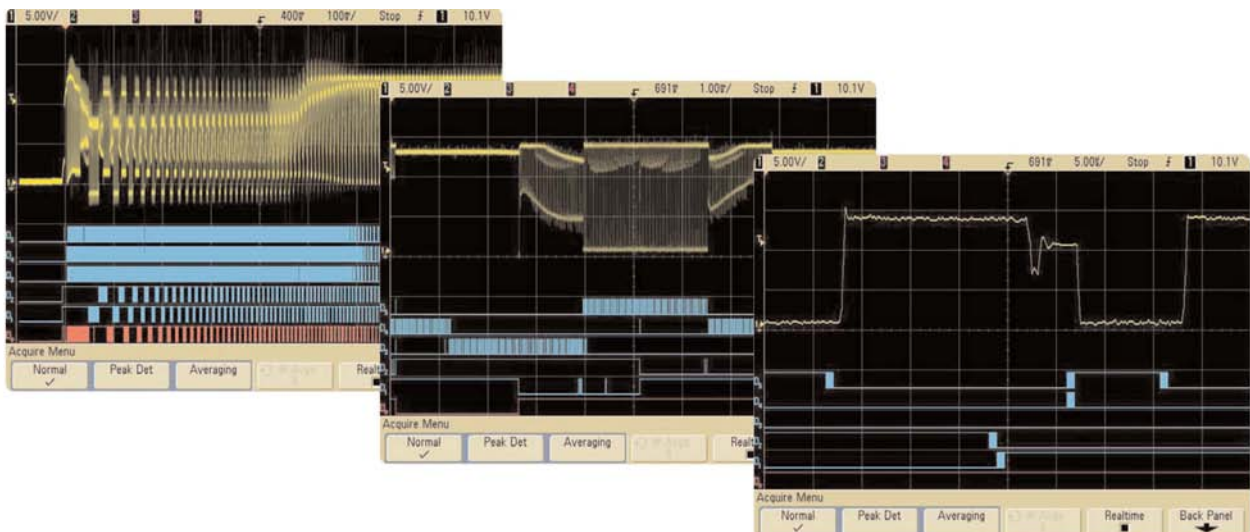 1 5.00V/ 2 3 4 400▼ 100▼/ Stop 1 10.1V
Acquire Menu
Normal Peak Det Averaging
1 5.00V/ 2 3 4 691▼ 1.00▼/ Stop 1 10.1V
Acquire Menu
Normal Peak Det Averaging
1 5.00V/ 2 3 4 691▼ 5.00▼/ Stop 1 10.1V
Acquire Menu
Normal Peak Det Averaging Realtime Back Panel